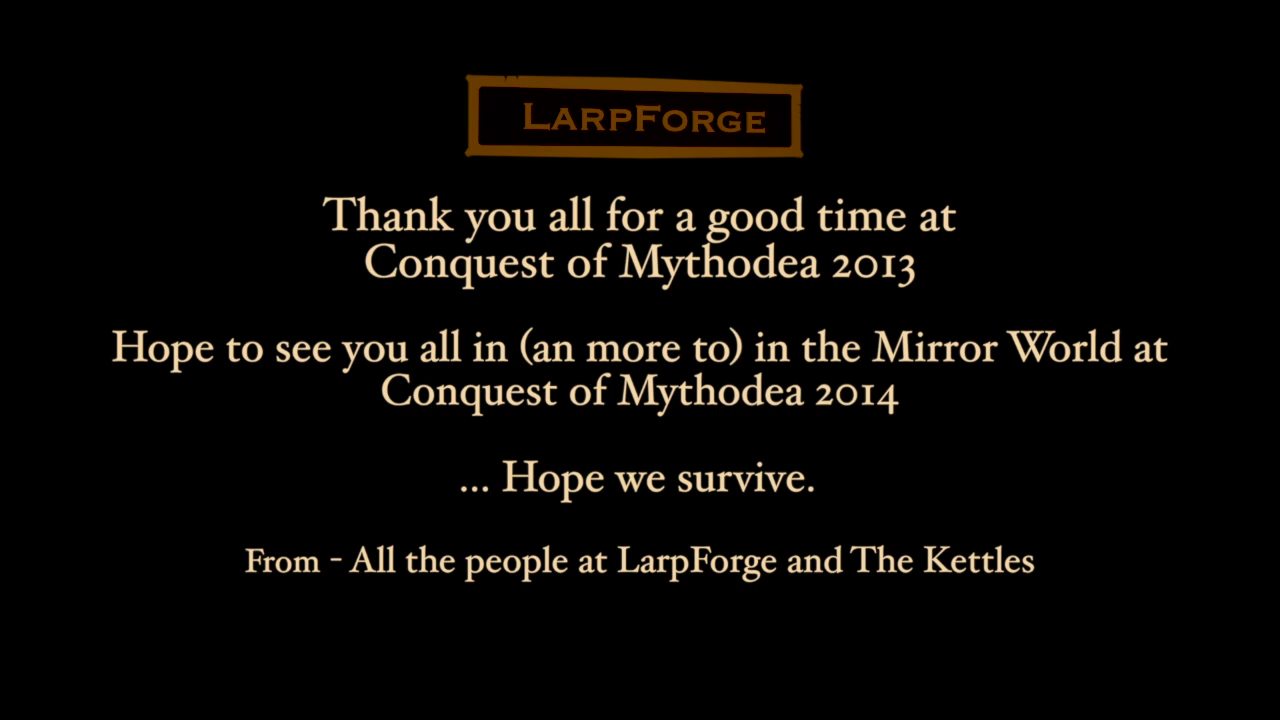 LARPFORGE
Thank you all for a good time at
Conquest of Mythodea 2013
Hope to see you all in (an more to) in the Mirror World at
Conquest of Mythodea 2014
... Hope we survive.
From - All the people at LarpForge and The Kettles